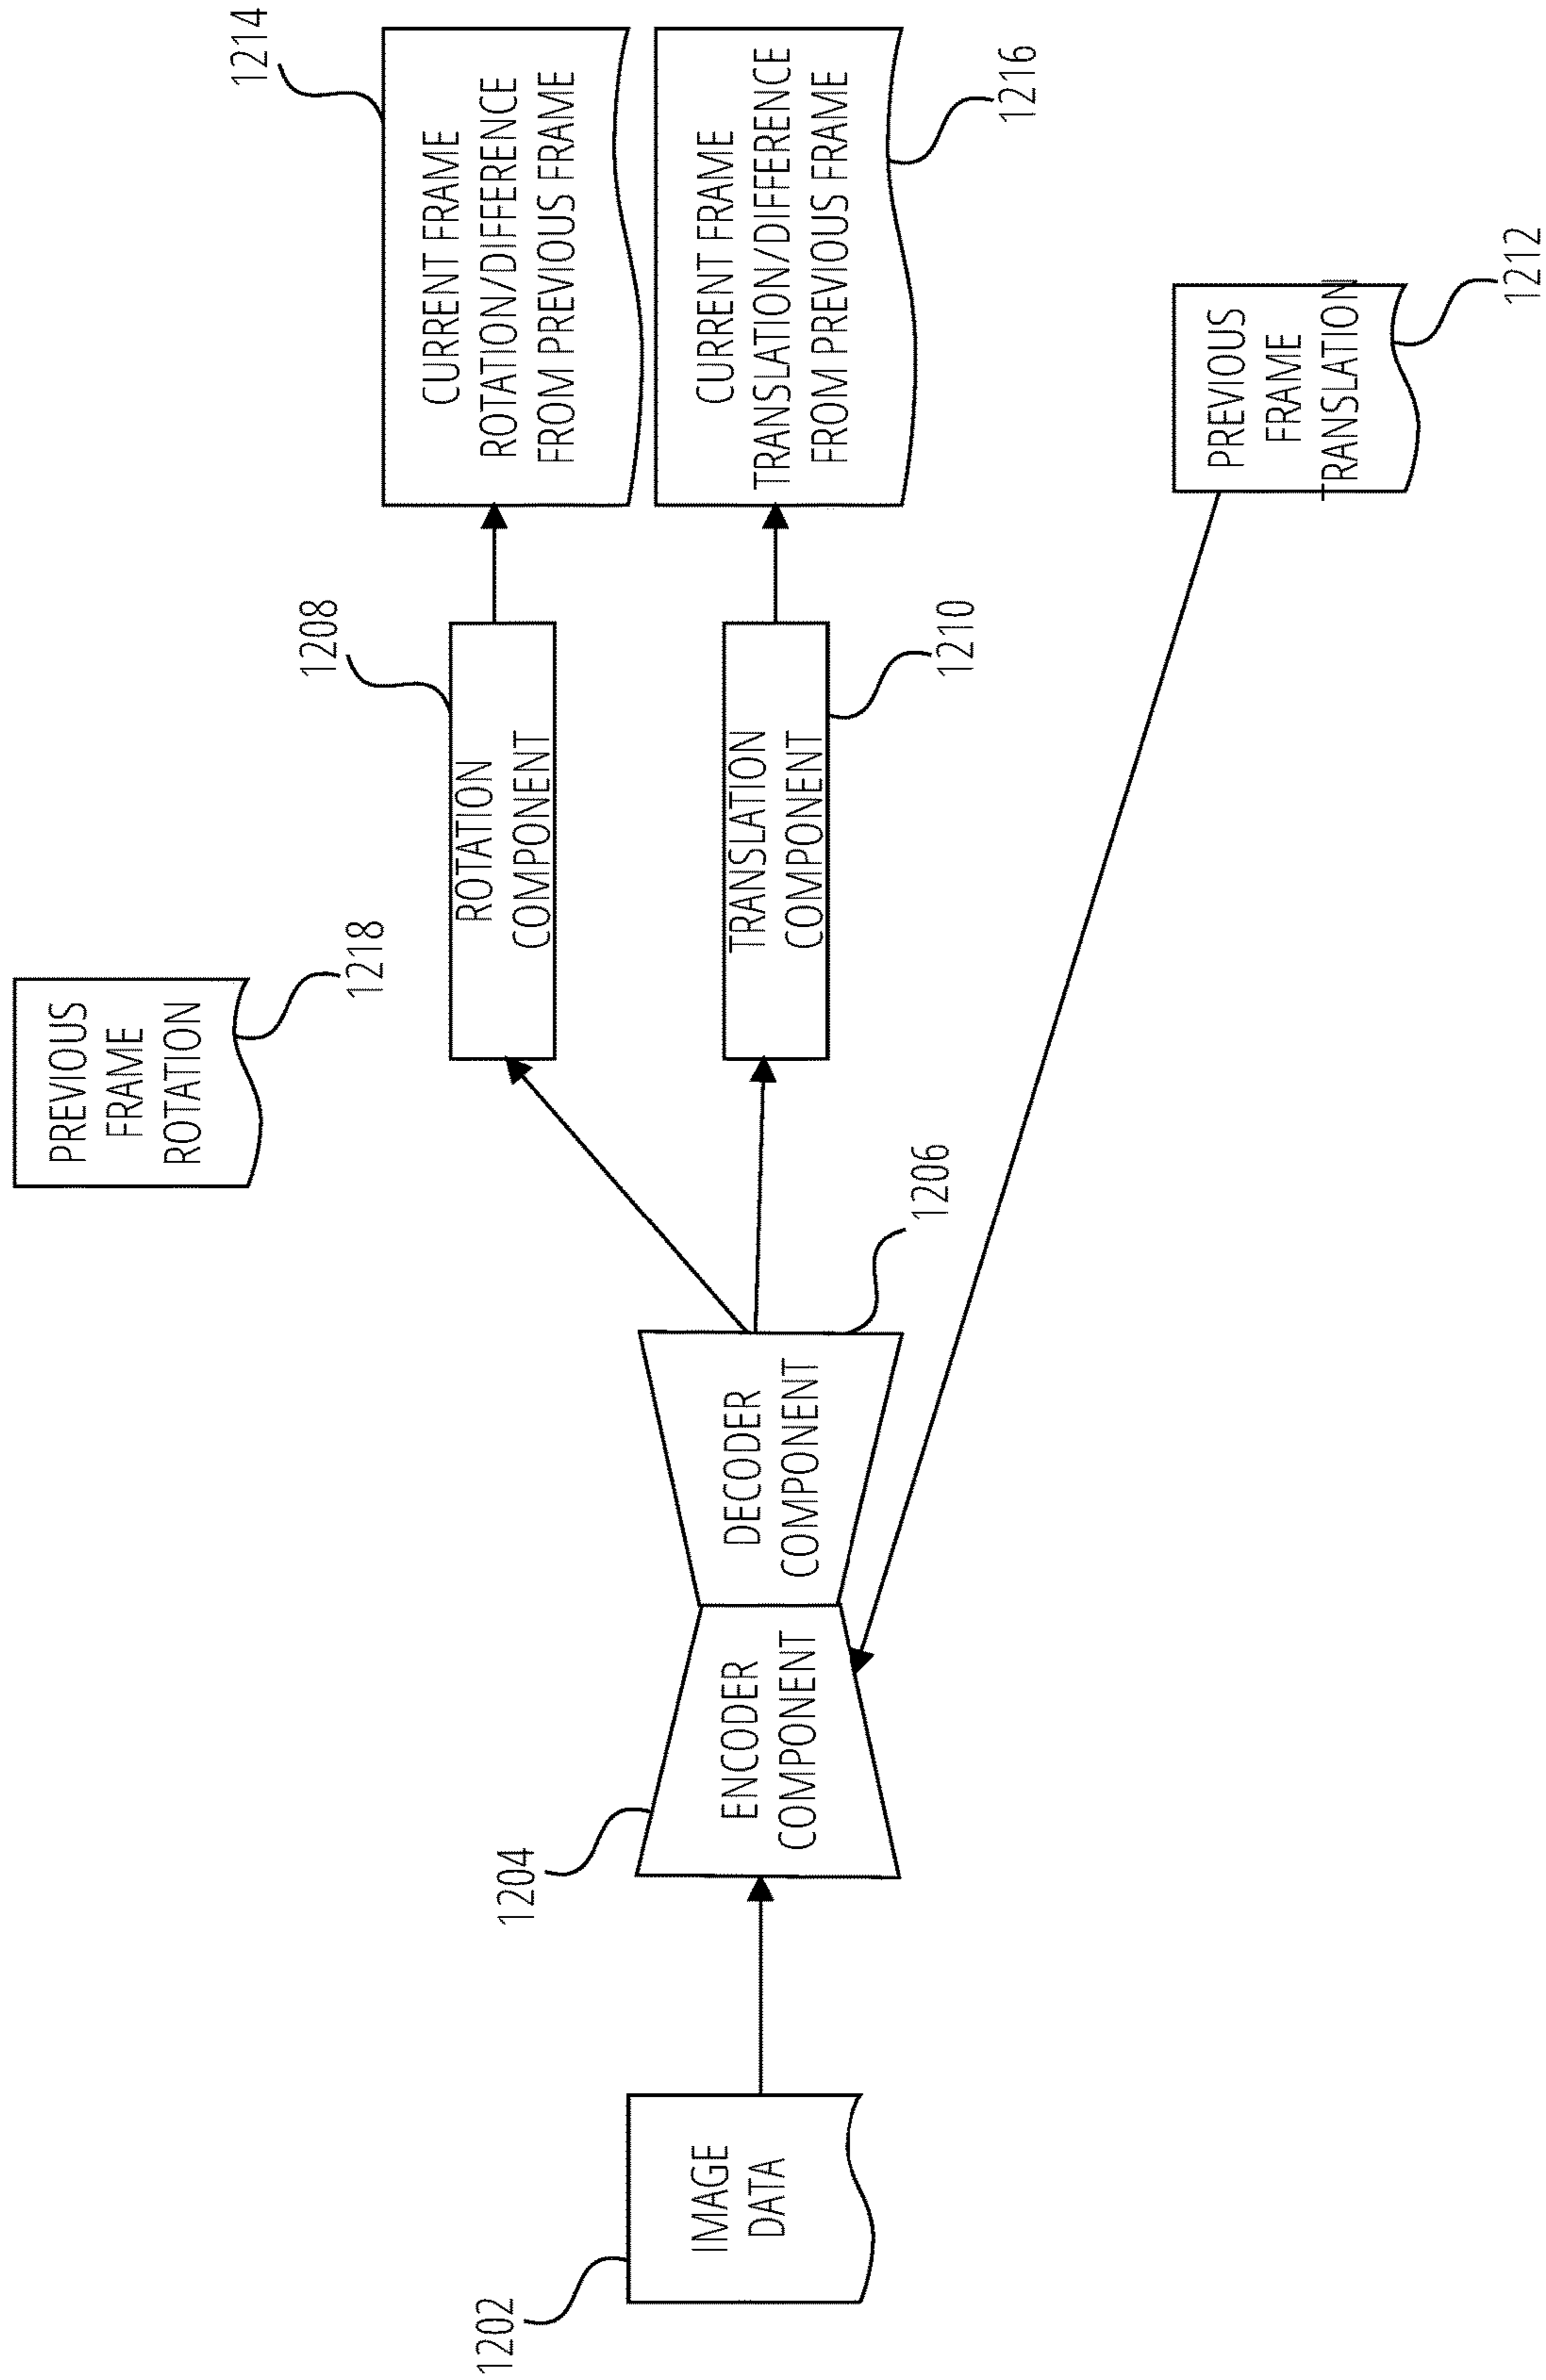 1202
IMAGE
DATA
1204
ENCODER
COMPONENT
DECODER
COMPONENT
1206
PREVIOUS
FRAME
ROTATION
1218
1208
ROTATION
COMPONENT
TRANSLATION
COMPONENT
1210
1214
CURRENT FRAME
ROTATION/DIFFERENCE
FROM PREVIOUS FRAME
CURRENT FRAME
TRANSLATION/DIFFERENCE
FROM PREVIOUS FRAME
1216
PREVIOUS
FRAME
TRANSLATION
1212